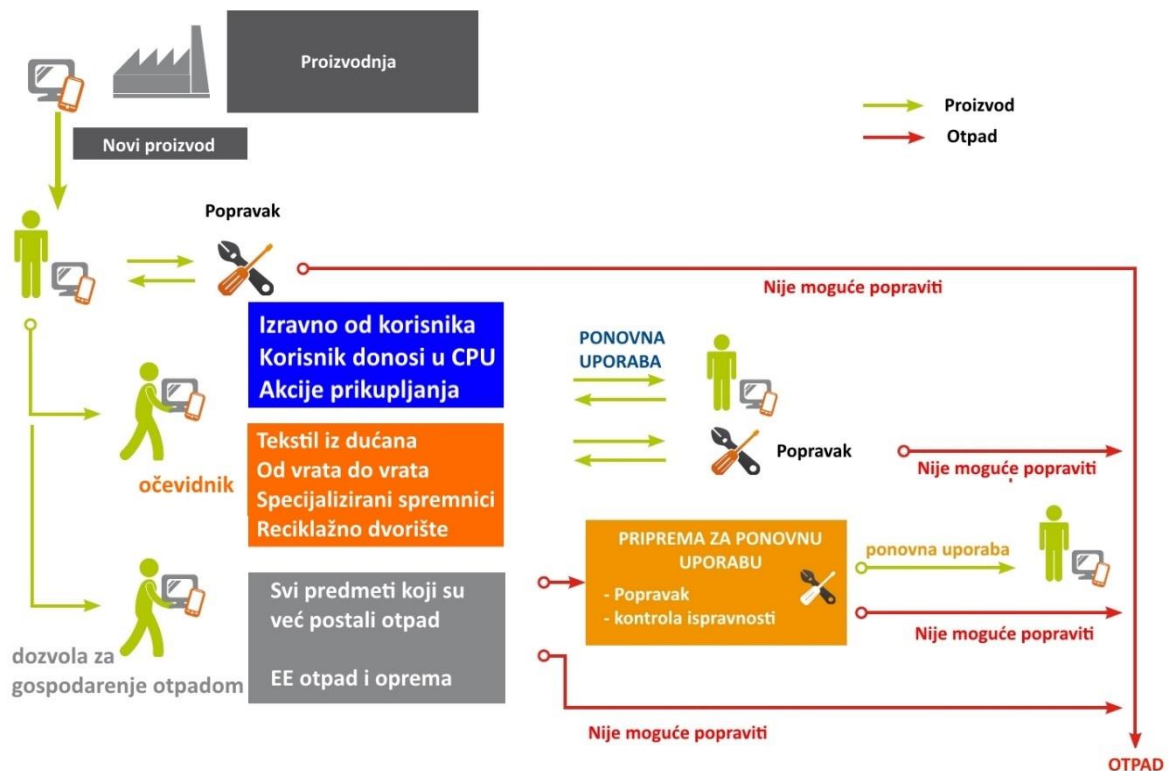 Proizvodnja
Proizvod
Otpad
Novi proizvod
Popravak
Nije moguće popraviti
Izravno od korisnika
Korisnik donosi u CPU
Akcije prikupljanja
PONOVNA
UPORABA
očevidnik
Tekstil iz dućana
Od vrata do vrata
Specijalizirani spremnici
Reciklažno dvorište
Popravak
Nije moguće popraviti
PRIPREMA ZA PONOVNU
UPORABU
- Popravak
- kontrola ispravnosti
ponovna uporaba
Nije moguće popraviti
dozvola za
gospodarenje otpadom
Svi predmeti koji su
već postali otpad
EE otpad i oprema
Nije moguće popraviti
OTPAD